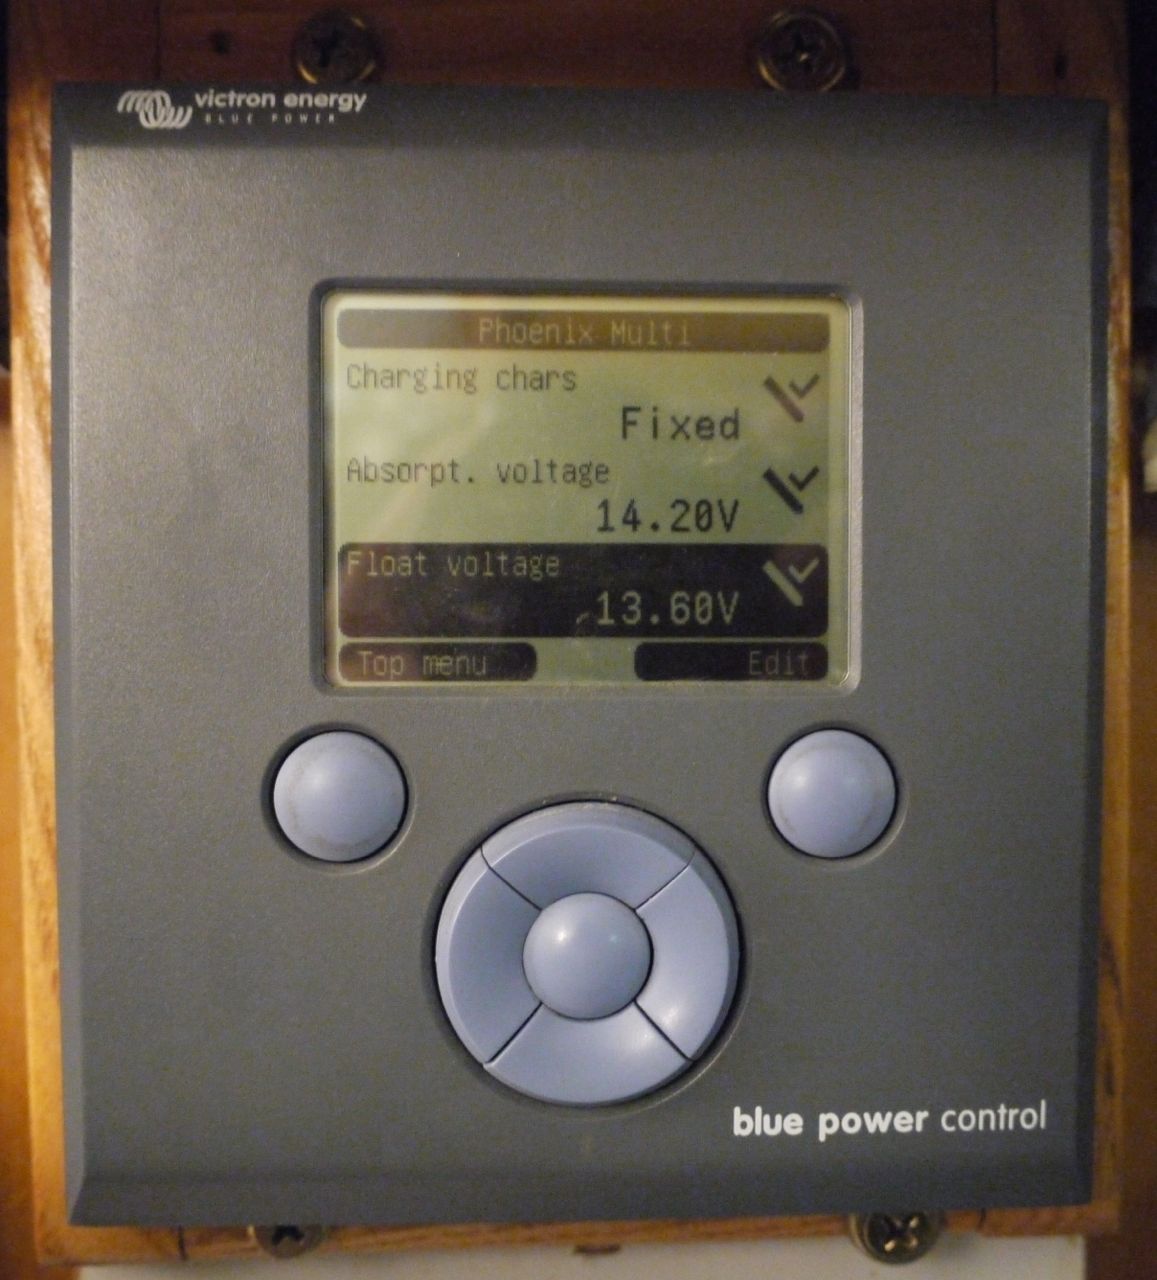 victron energy
BLUE POWER
Phoenix Multi
Charging chars
Fixed
Absorpt. voltage
14.20V
Float voltage
13.60V
Top menu Edit
blue power control